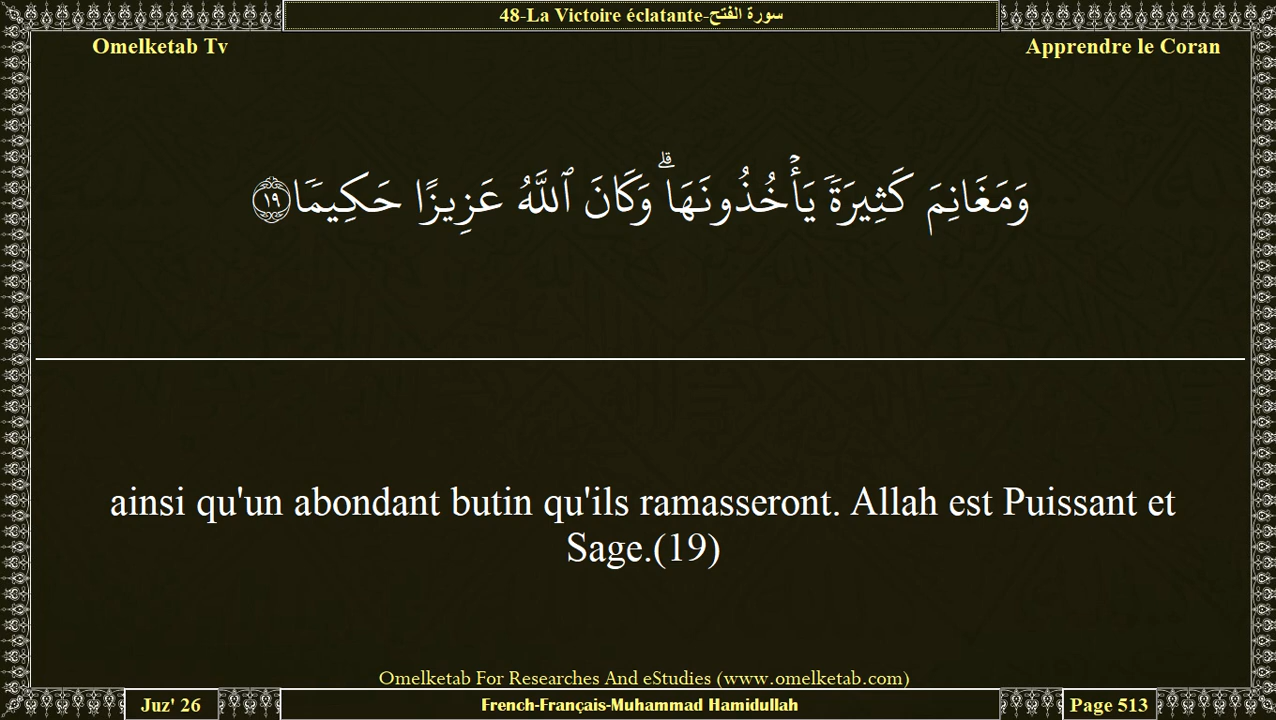 48-La Victoire éclatante-سورة الفتح
Omelketab Tv
Apprendre le Coran
وَمَغَانِمَ كَثِيرَةٗ يَأۡخُذُونَهَاۗ وَكَانَ ٱللَّهُ عَزِيزًا حَكِيمٗا ١٩
ainsi qu'un abondant butin qu'ils ramasseront. Allah est Puissant et
Sage.(19)
Omelketab For Researches And eStudies (www.omelketab.com)
Juz' 26
French-Français-Muhammad Hamidullah
Page 513